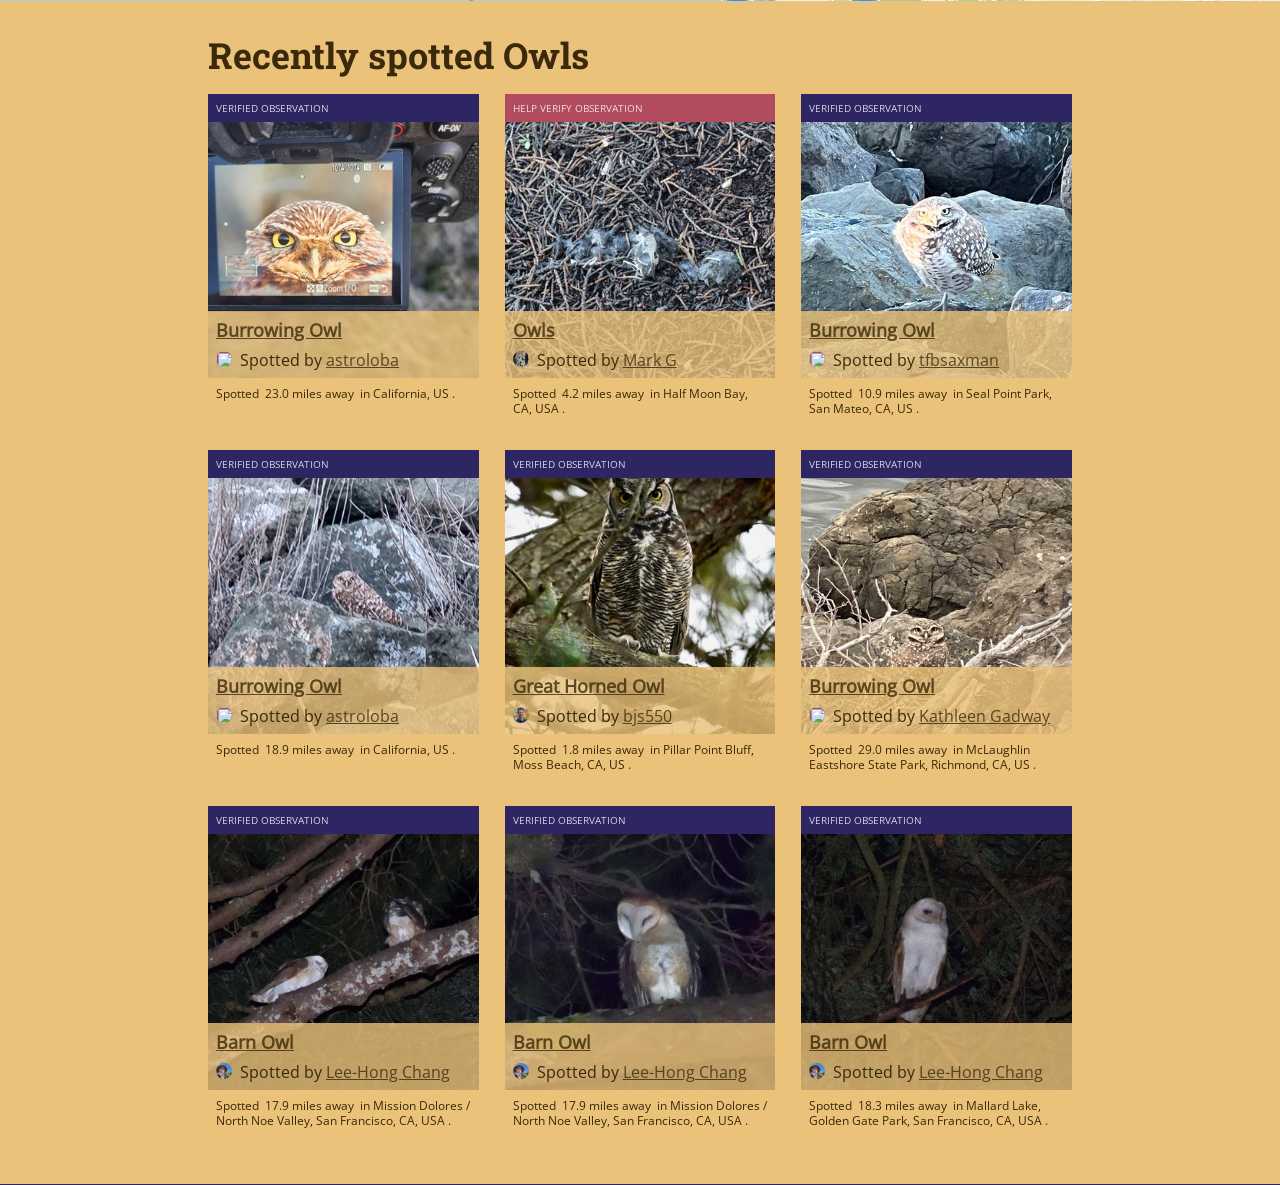 Recently spotted Owls
VERIFIED OBSERVATION
AF-ON
Zoom1/0
Burrowing Owl
Spotted by astroloba
Spotted 23.0 miles away in California, US .
HELP VERIFY OBSERVATION
Owls
Spotted by Mark G
Spotted 4.2 miles away in Half Moon Bay,
CA, USA .
VERIFIED OBSERVATION
Burrowing Owl
Spotted by tfbsaxman
Spotted 10.9 miles away in Seal Point Park,
San Mateo, CA, US .
VERIFIED OBSERVATION
Burrowing Owl
Spotted by astroloba
Spotted 18.9 miles away in California, US .
VERIFIED OBSERVATION
Great Horned Owl
Spotted by bjs550
Spotted 1.8 miles away in Pillar Point Bluff,
Moss Beach, CA, US .
VERIFIED OBSERVATION
Burrowing Owl
Spotted by Kathleen Gadway
Spotted 29.0 miles away in McLaughlin
Eastshore State Park, Richmond, CA, US .
VERIFIED OBSERVATION
Barn Owl
Spotted by Lee-Hong Chang
Spotted 17.9 miles away in Mission Dolores /
North Noe Valley, San Francisco, CA, USA .
VERIFIED OBSERVATION
Barn Owl
Spotted by Lee-Hong Chang
Spotted 17.9 miles away in Mission Dolores /
North Noe Valley, San Francisco, CA, USA .
VERIFIED OBSERVATION
Barn Owl
Spotted by Lee-Hong Chang
Spotted 18.3 miles away in Mallard Lake,
Golden Gate Park, San Francisco, CA, USA .